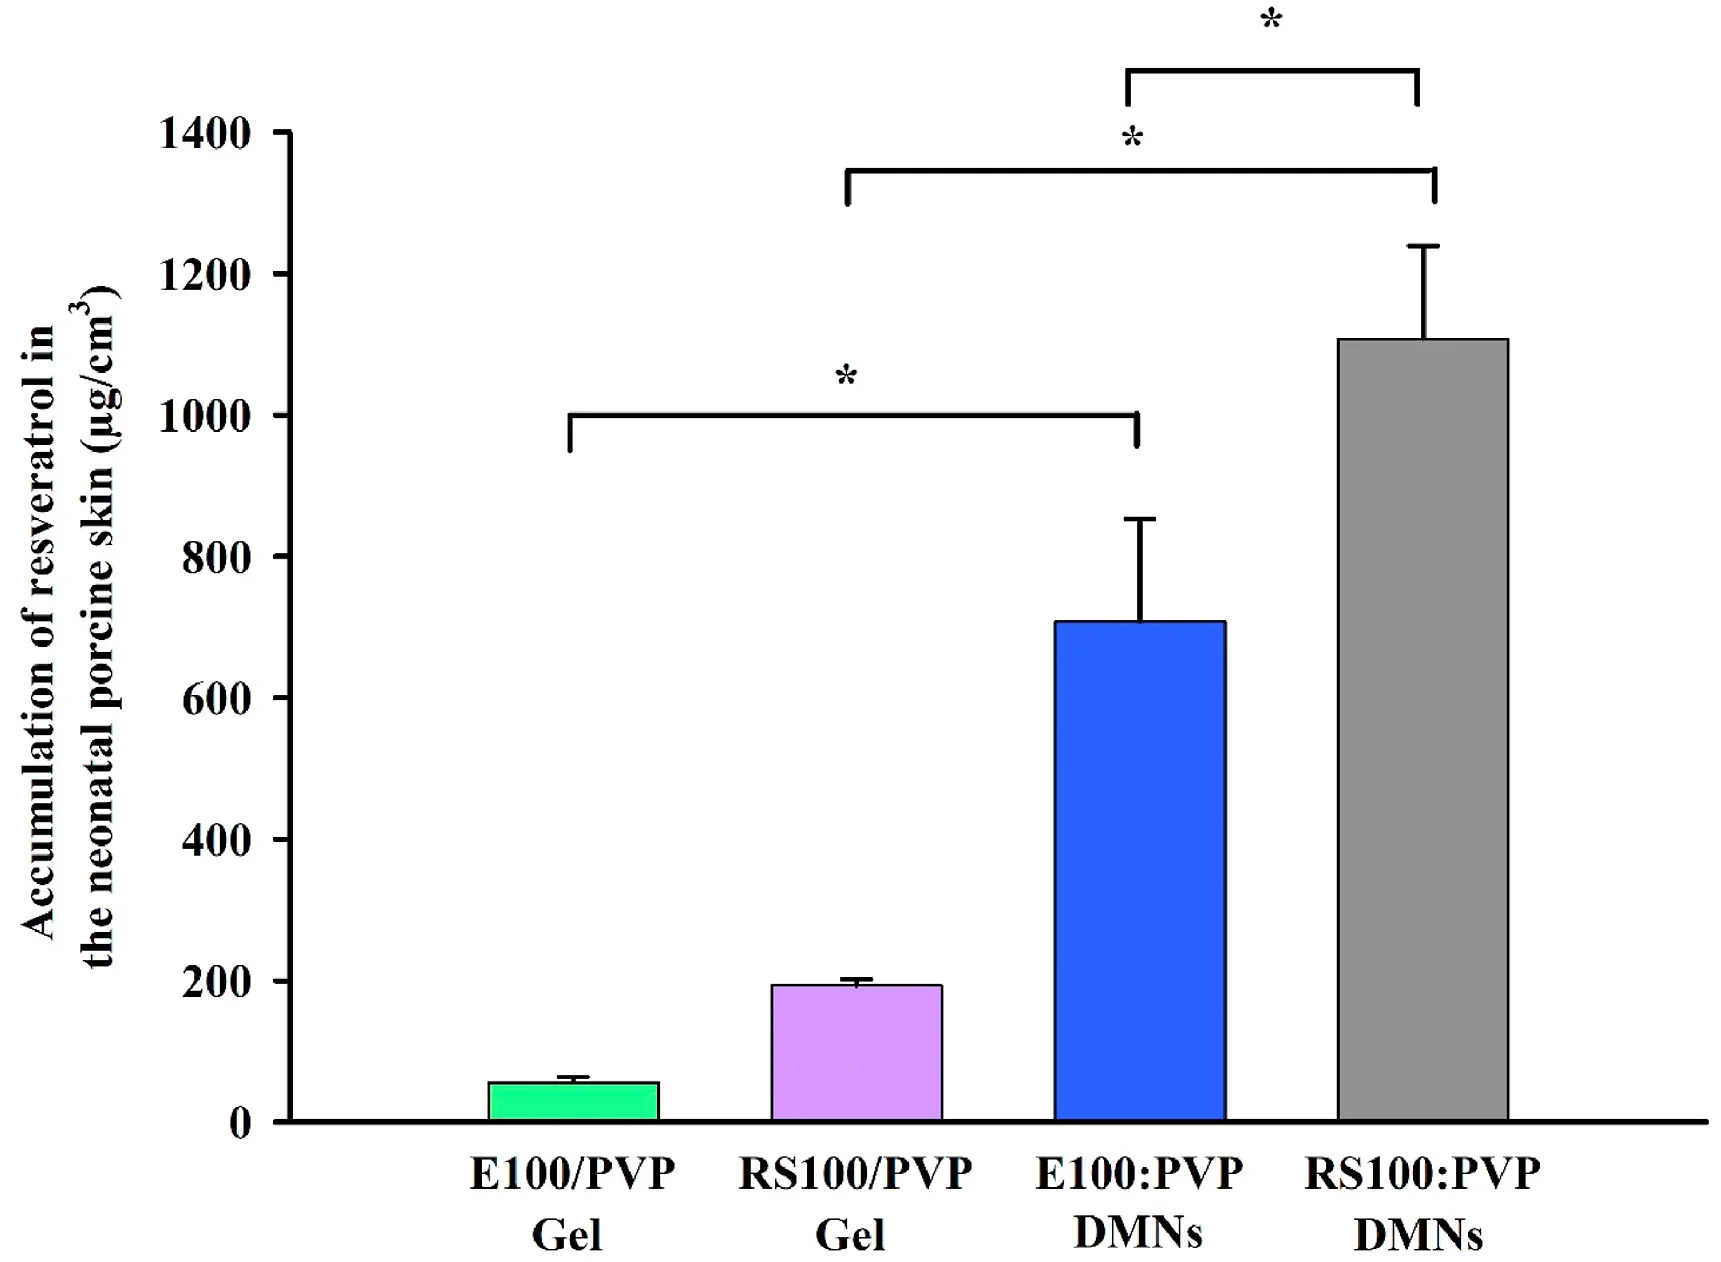 *
*
*
1400
1200
1000
800
600
400
200
0
Accumulation of resveratrol in
the neonatal porcine skin (µg/cm³)
E100/PVP
Gel
RS100/PVP
Gel
E100:PVP
DMNs
RS100:PVP
DMNs